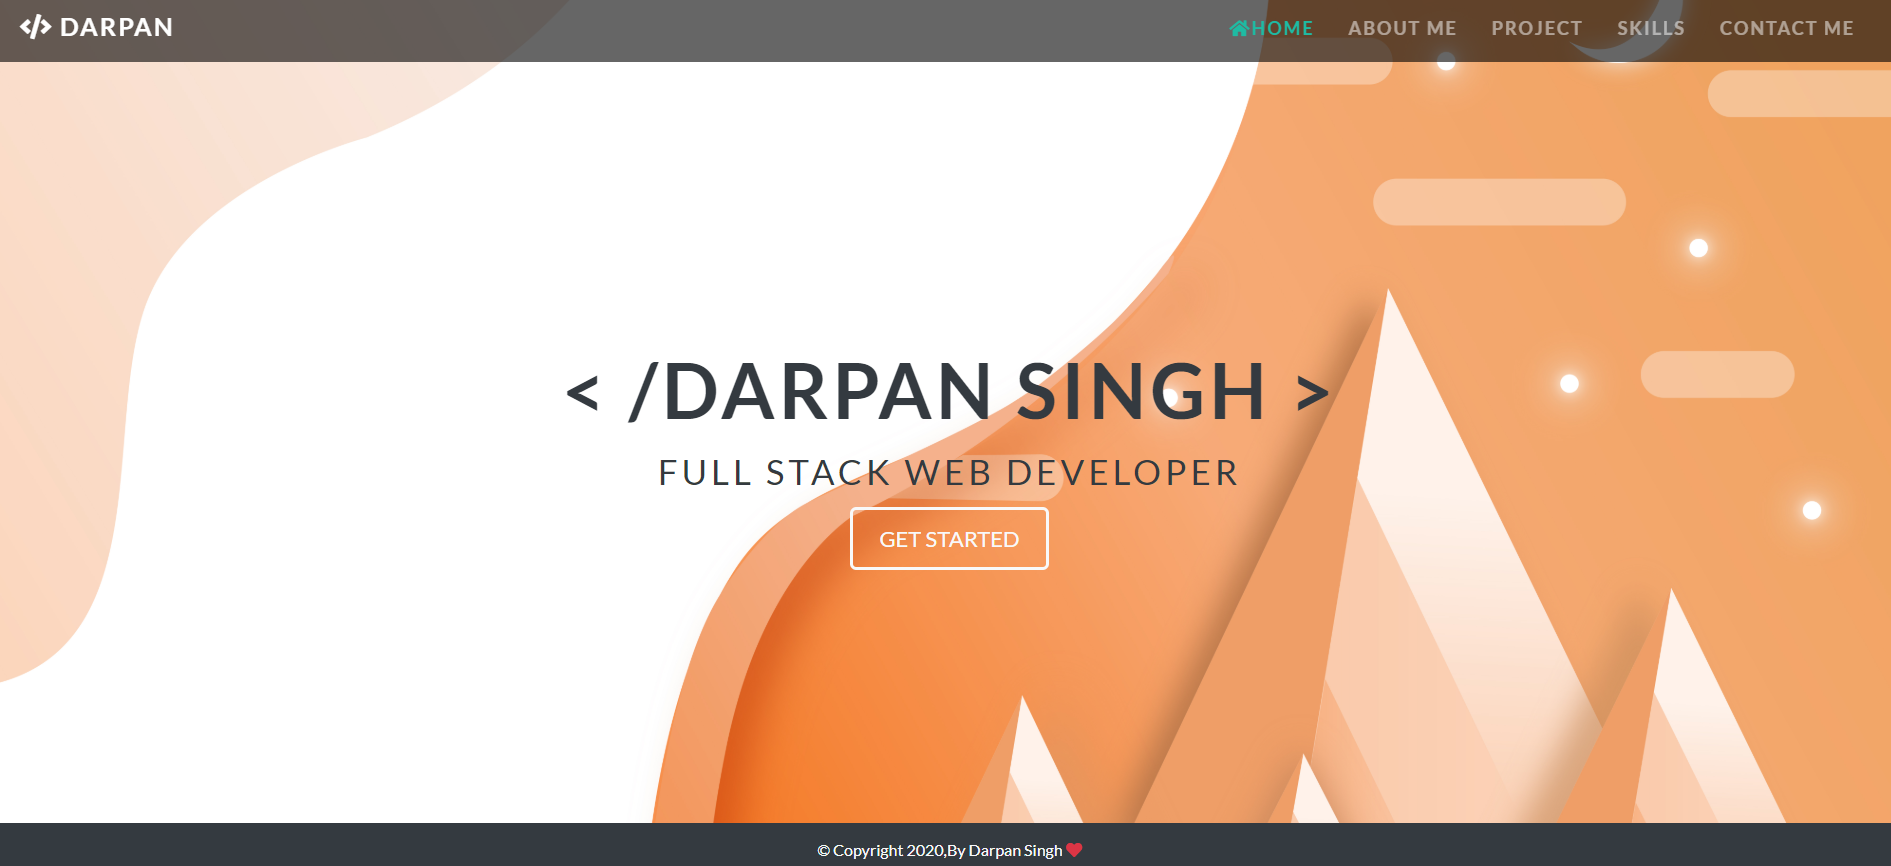 </> DARPAN
HOME ABOUT ME PROJECT SKILLS CONTACT ME
< /DARPAN SINGH >
FULL STACK WEB DEVELOPER
GET STARTED
© Copyright 2020,By Darpan Singh ❤